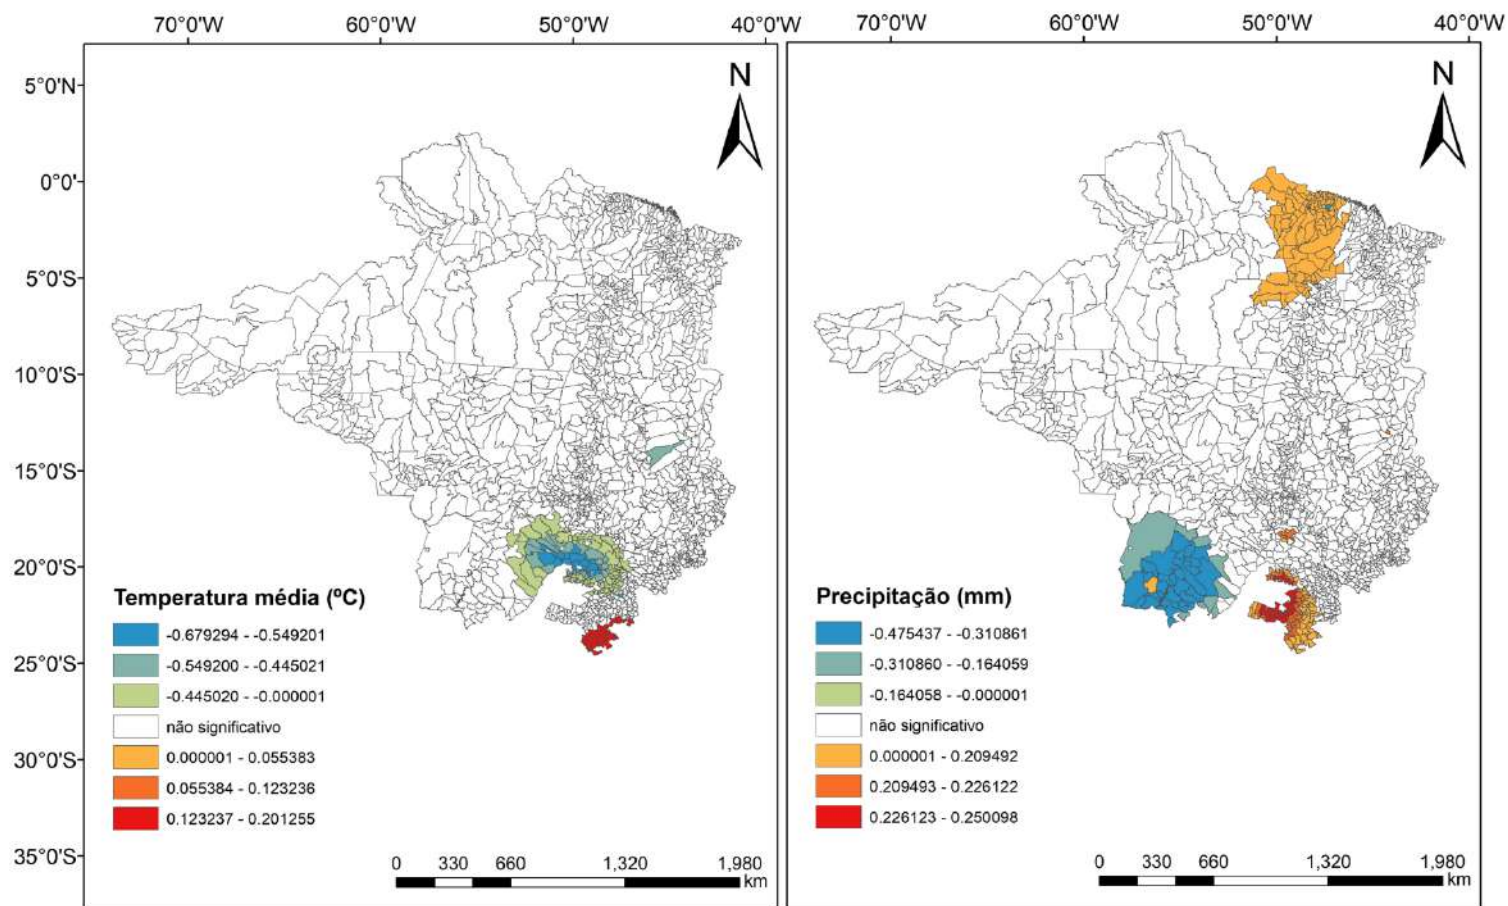 70°0'W 60°0'W 50°0'W 40°0'W 70°0'W 60°0'W 50°0'W 40°0'W
5°0'N
N
N
0°0'
5°0'S
10°0'S
15°0'S
20°0'S
25°0'S
30°0'S
35°0'S
Temperatura média (ºC)
-0.679294 - -0.549201
-0.549200 - -0.445021
-0.445020 - -0.000001
não significativo
0.000001 - 0.055383
0.055384 - 0.123236
0.123237 - 0.201255
0 330 660 1,320 1,980
km
Precipitação (mm)
-0.475437 - -0.310861
-0.310860 - -0.164059
-0.164058 - -0.000001
não significativo
0.000001 - 0.209492
0.209493 - 0.226122
0.226123 - 0.250098
0 330 660 1,320 1,980
km